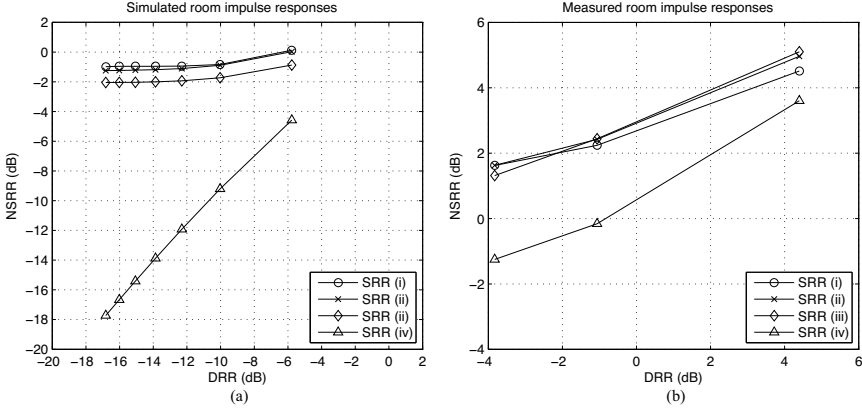 Simulated room impulse responses
2
0
−2
−4
−6
−8
−10
−12
−14
−16
−18
−20
NSRR (dB)
−20 −18 −16 −14 −12 −10 −8 −6 −4 −2 0 2
DRR (dB)
SRR (i)
SRR (ii)
SRR (ii)
SRR (iv)
(a)
Measured room impulse responses
6
4
2
0
−2
−4
NSRR (dB)
−4 −2 0 2 4 6
DRR (dB)
SRR (i)
SRR (ii)
SRR (iii)
SRR (iv)
(b)